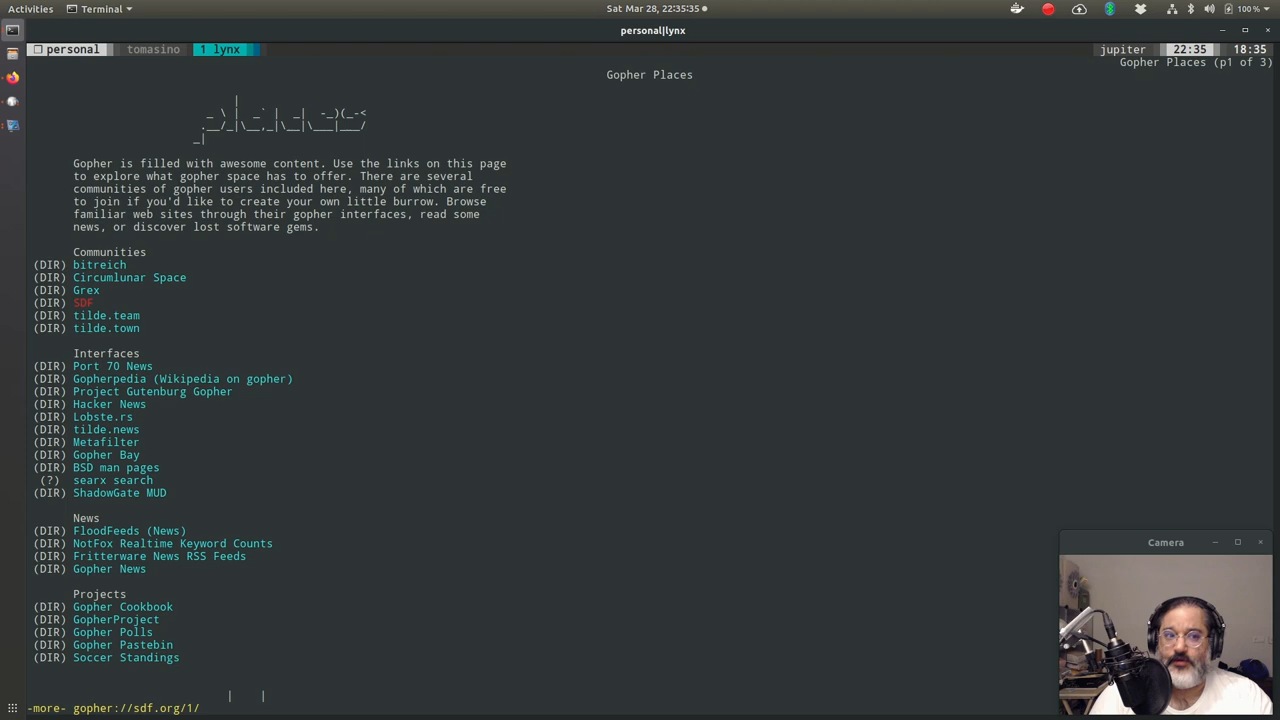 Activities Terminal Sat Mar 28, 22:35:35 100 %
personal|lynx
personal tomasino 1 lynx jupiter 22:35 18:35
Gopher Places (p1 of 3)
Gopher Places
Gopher is filled with awesome content. Use the links on this page
to explore what gopher space has to offer. There are several
communities of gopher users included here, many of which are free
to join if you'd like to create your own little burrow. Browse
familiar web sites through their gopher interfaces, read some
news, or discover lost software gems.
Communities
(DIR) bitreich
(DIR) Circumlunar Space
(DIR) Grex
(DIR) SDF
(DIR) tilde.team
(DIR) tilde.town
Interfaces
(DIR) Port 70 News
(DIR) Gopherpedia (Wikipedia on gopher)
(DIR) Project Gutenburg Gopher
(DIR) Hacker News
(DIR) Lobste.rs
(DIR) tilde.news
(DIR) Metafilter
(DIR) Gopher Bay
(DIR) BSD man pages
(?) searx search
(DIR) ShadowGate MUD
News
(DIR) FloodFeeds (News)
(DIR) NotFox Realtime Keyword Counts
(DIR) Fritterware News RSS Feeds
(DIR) Gopher News
Projects
(DIR) Gopher Cookbook
(DIR) GopherProject
(DIR) Gopher Polls
(DIR) Gopher Pastebin
(DIR) Soccer Standings
-more- gopher://sdf.org/1/
Camera